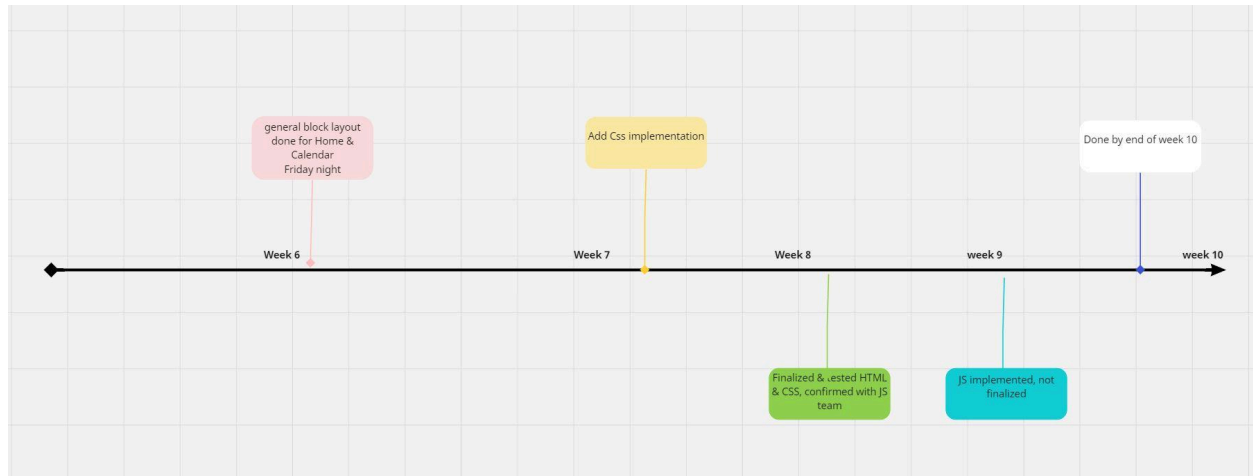 general block layout
done for Home &
Calendar
Friday night
Add Css implementation
Done by end of week 10
Week 6
Week 7
Week 8
week 9
week 10
Finalized & tested HTML
& CSS, confirmed with JS
team
JS implemented, not
finalized